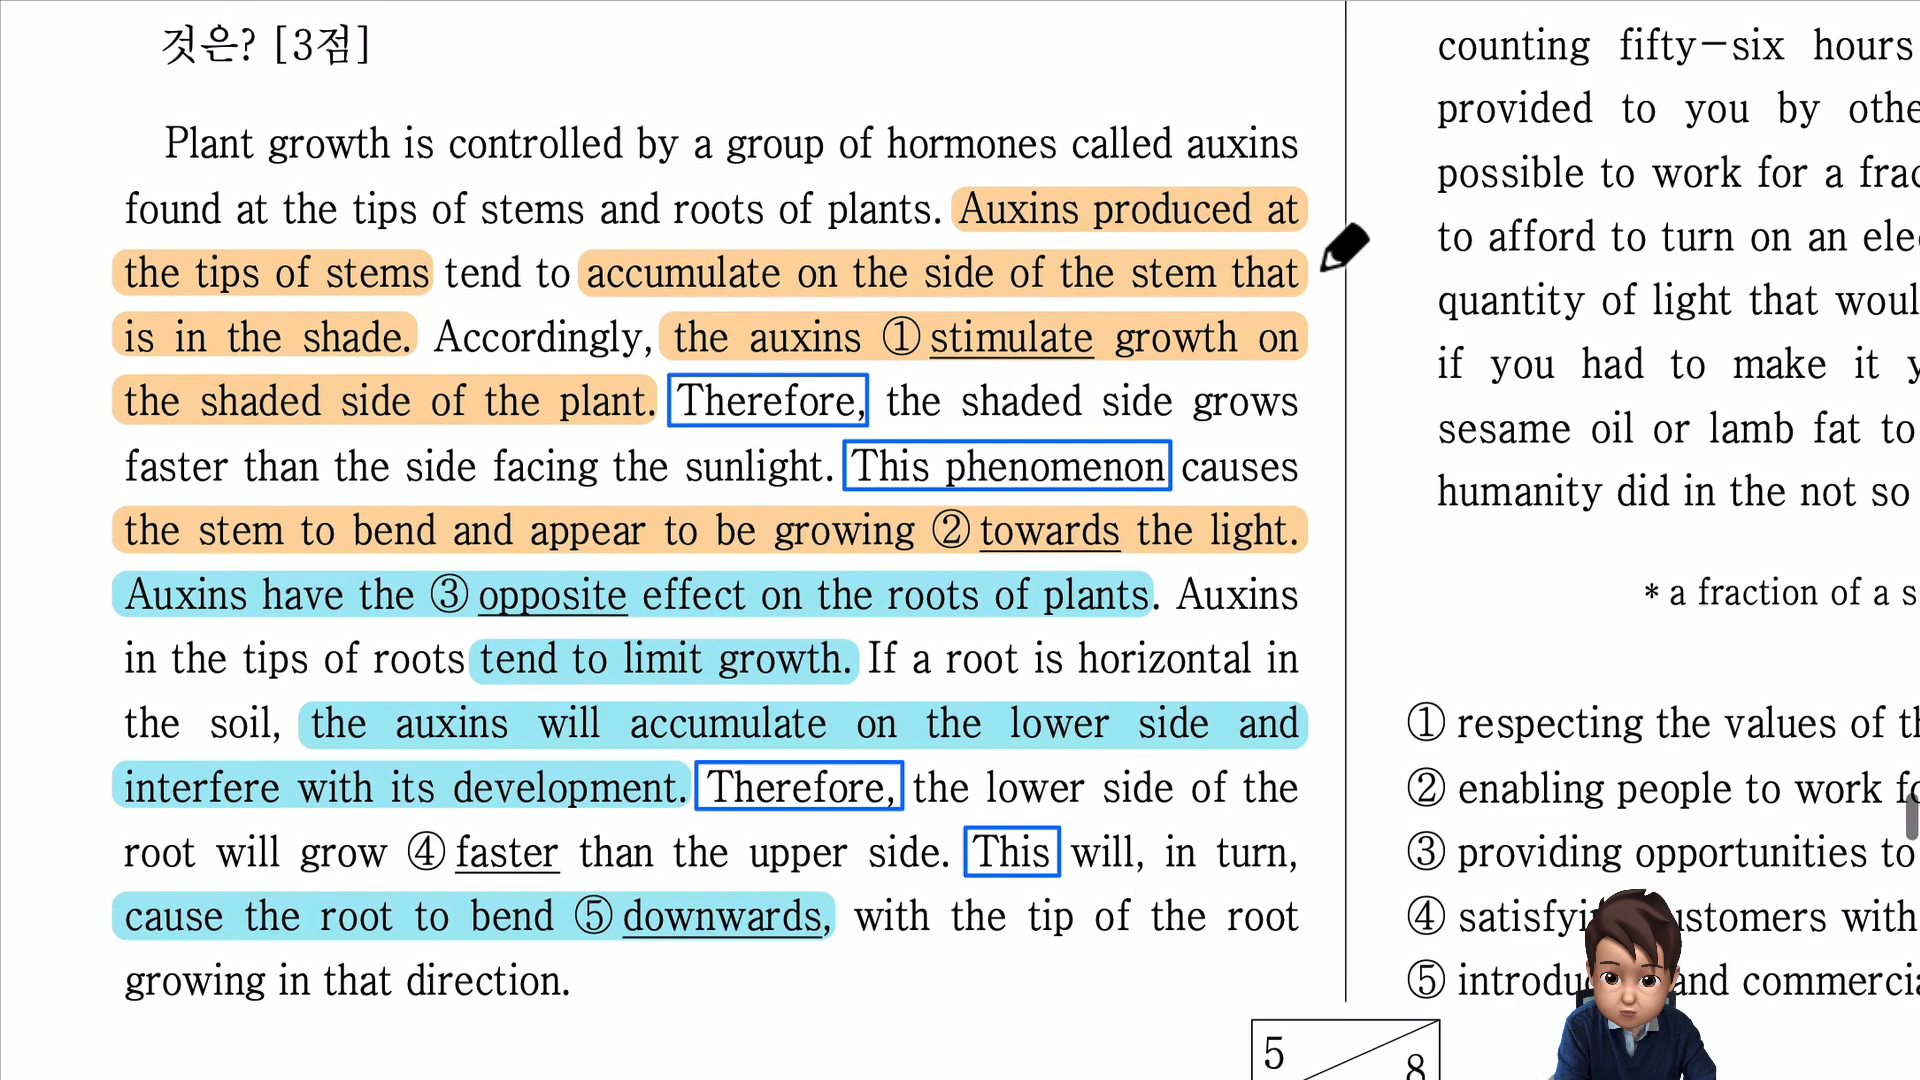 것은? [3점]
Plant growth is controlled by a group of hormones called auxins
found at the tips of stems and roots of plants. Auxins produced at
the tips of stems tend to accumulate on the side of the stem that
is in the shade. Accordingly, the auxins ① stimulate growth on
the shaded side of the plant. Therefore, the shaded side grows
faster than the side facing the sunlight. This phenomenon causes
the stem to bend and appear to be growing ② towards the light.
Auxins have the ③ opposite effect on the roots of plants. Auxins
in the tips of roots tend to limit growth. If a root is horizontal in
the soil, the auxins will accumulate on the lower side and
interfere with its development. Therefore, the lower side of the
root will grow ④ faster than the upper side. This will, in turn,
cause the root to bend ⑤ downwards, with the tip of the root
growing in that direction.
counting fifty-six hours
provided to you by
possible to work for a
to afford to turn on an
quantity of light that
if you had to make it
sesame oil or lamb fat to
humanity did in the not so
* a fraction of a
① respecting the values of
② enabling people to work
③ providing opportunities to
④ with
⑤ and
5
8